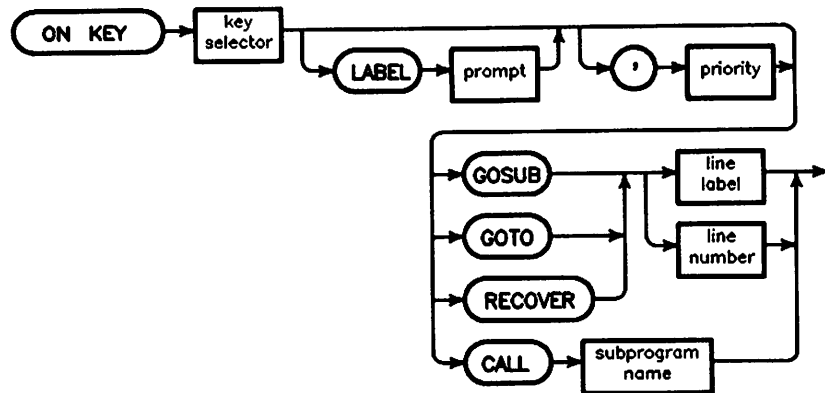 ON KEY
key
selector
LABEL
prompt
,
priority
GOSUB
line
label
GOTO
line
number
RECOVER
CALL
subprogram
name